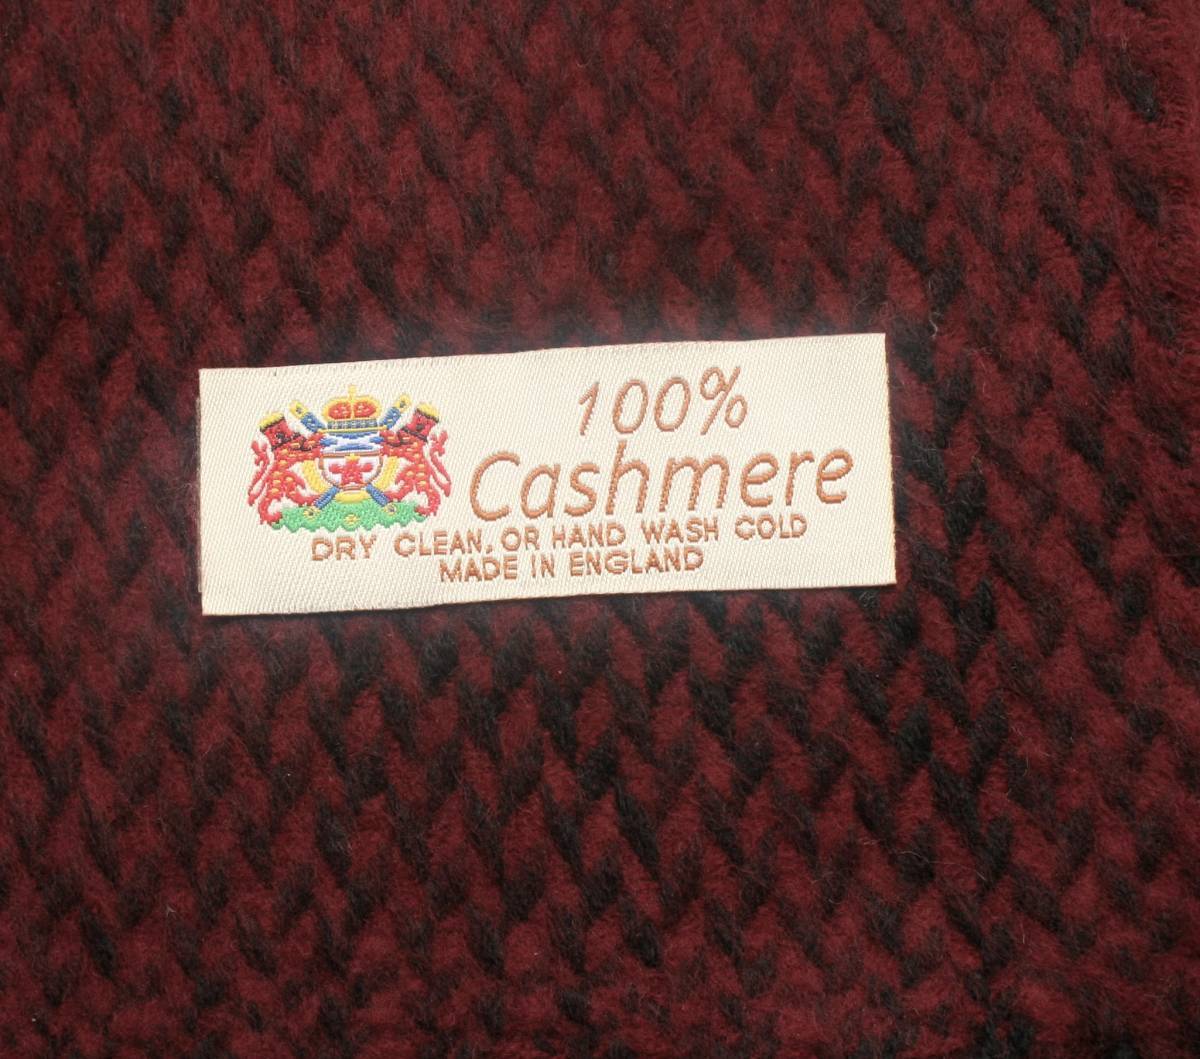 100%
Cashmere
DRY CLEAN, OR HAND WASH COLD
MADE IN ENGLAND